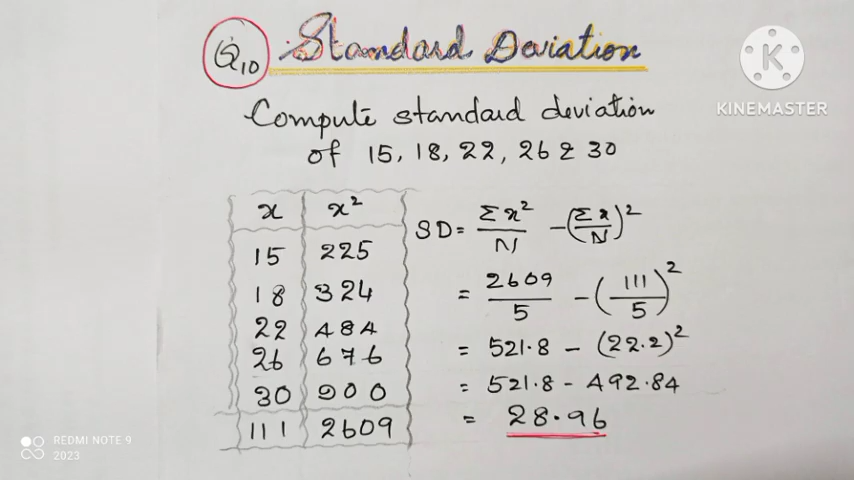 Q10 Standard Deviation
KINEMASTER
Compute standard deviation
of 15, 18, 22, 26 & 30
x x²
15 225
18 324
22 484
26 676
30 900
111 2609
SD = Σx²/N - (Σx/N)²
= 2609/5 - (111/5)²
= 521.8 - (22.2)²
= 521.8 - 492.84
= 28.96
REDMI NOTE 9
2023